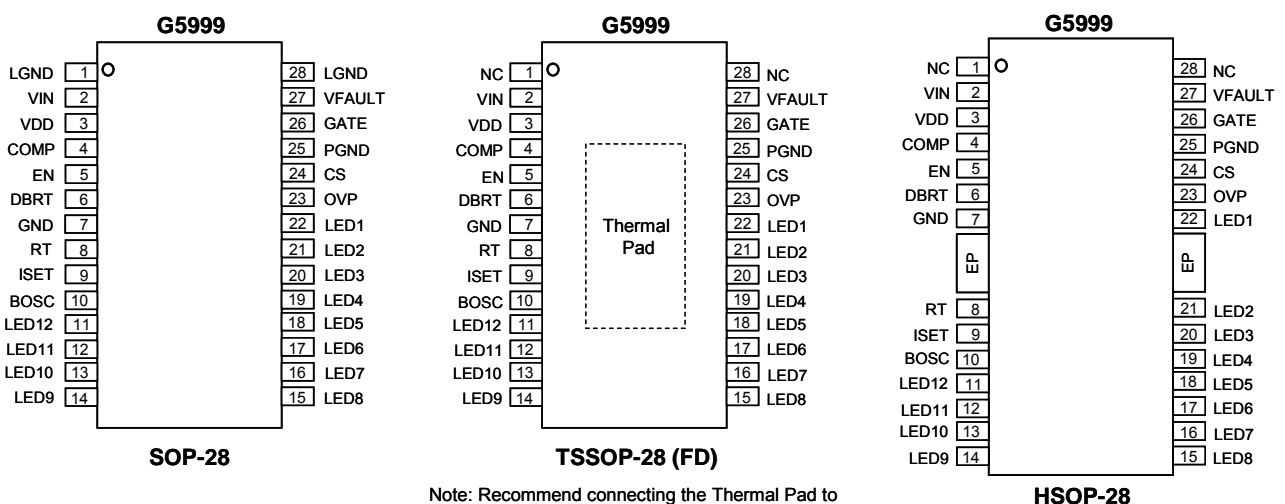 G5999
LGND 1 28 LGND
VIN 2 27 VFAULT
VDD 3 26 GATE
COMP 4 25 PGND
EN 5 24 CS
DBRT 6 23 OVP
GND 7 22 LED1
RT 8 21 LED2
ISET 9 20 LED3
BOSC 10 19 LED4
LED12 11 18 LED5
LED11 12 17 LED6
LED10 13 16 LED7
LED9 14 15 LED8
SOP-28
G5999
NC 1 28 NC
VIN 2 27 VFAULT
VDD 3 26 GATE
COMP 4 25 PGND
EN 5 24 CS
DBRT 6 23 OVP
GND 7 22 LED1
RT 8 21 LED2
ISET 9 20 LED3
BOSC 10 19 LED4
LED12 11 18 LED5
LED11 12 17 LED6
LED10 13 16 LED7
LED9 14 15 LED8
Thermal
Pad
TSSOP-28 (FD)
Note: Recommend connecting the Thermal Pad to
G5999
NC 1 28 NC
VIN 2 27 VFAULT
VDD 3 26 GATE
COMP 4 25 PGND
EN 5 24 CS
DBRT 6 23 OVP
GND 7 22 LED1
EP EP
RT 8 21 LED2
ISET 9 20 LED3
BOSC 10 19 LED4
LED12 11 18 LED5
LED11 12 17 LED6
LED10 13 16 LED7
LED9 14 15 LED8
HSOP-28